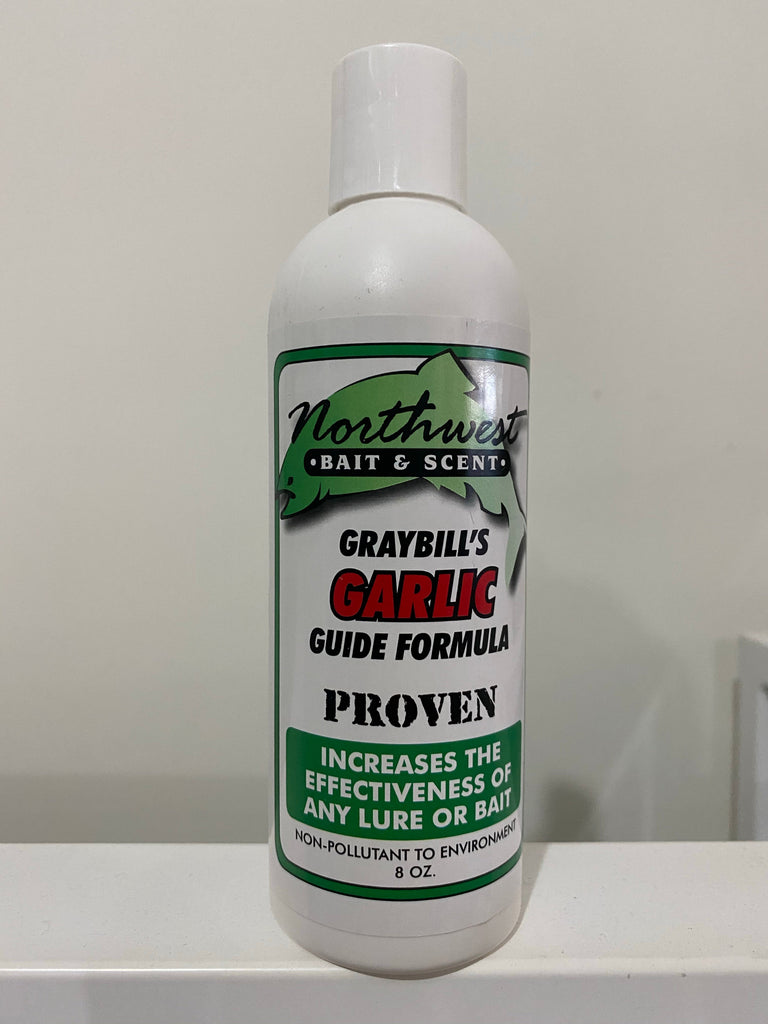 Northwest
•BAIT & SCENT•
GRAYBILL'S
GARLIC
GUIDE FORMULA
PROVEN
INCREASES THE
EFFECTIVENESS OF
ANY LURE OR BAIT
NON-POLLUTANT TO ENVIRONMENT
8 OZ.